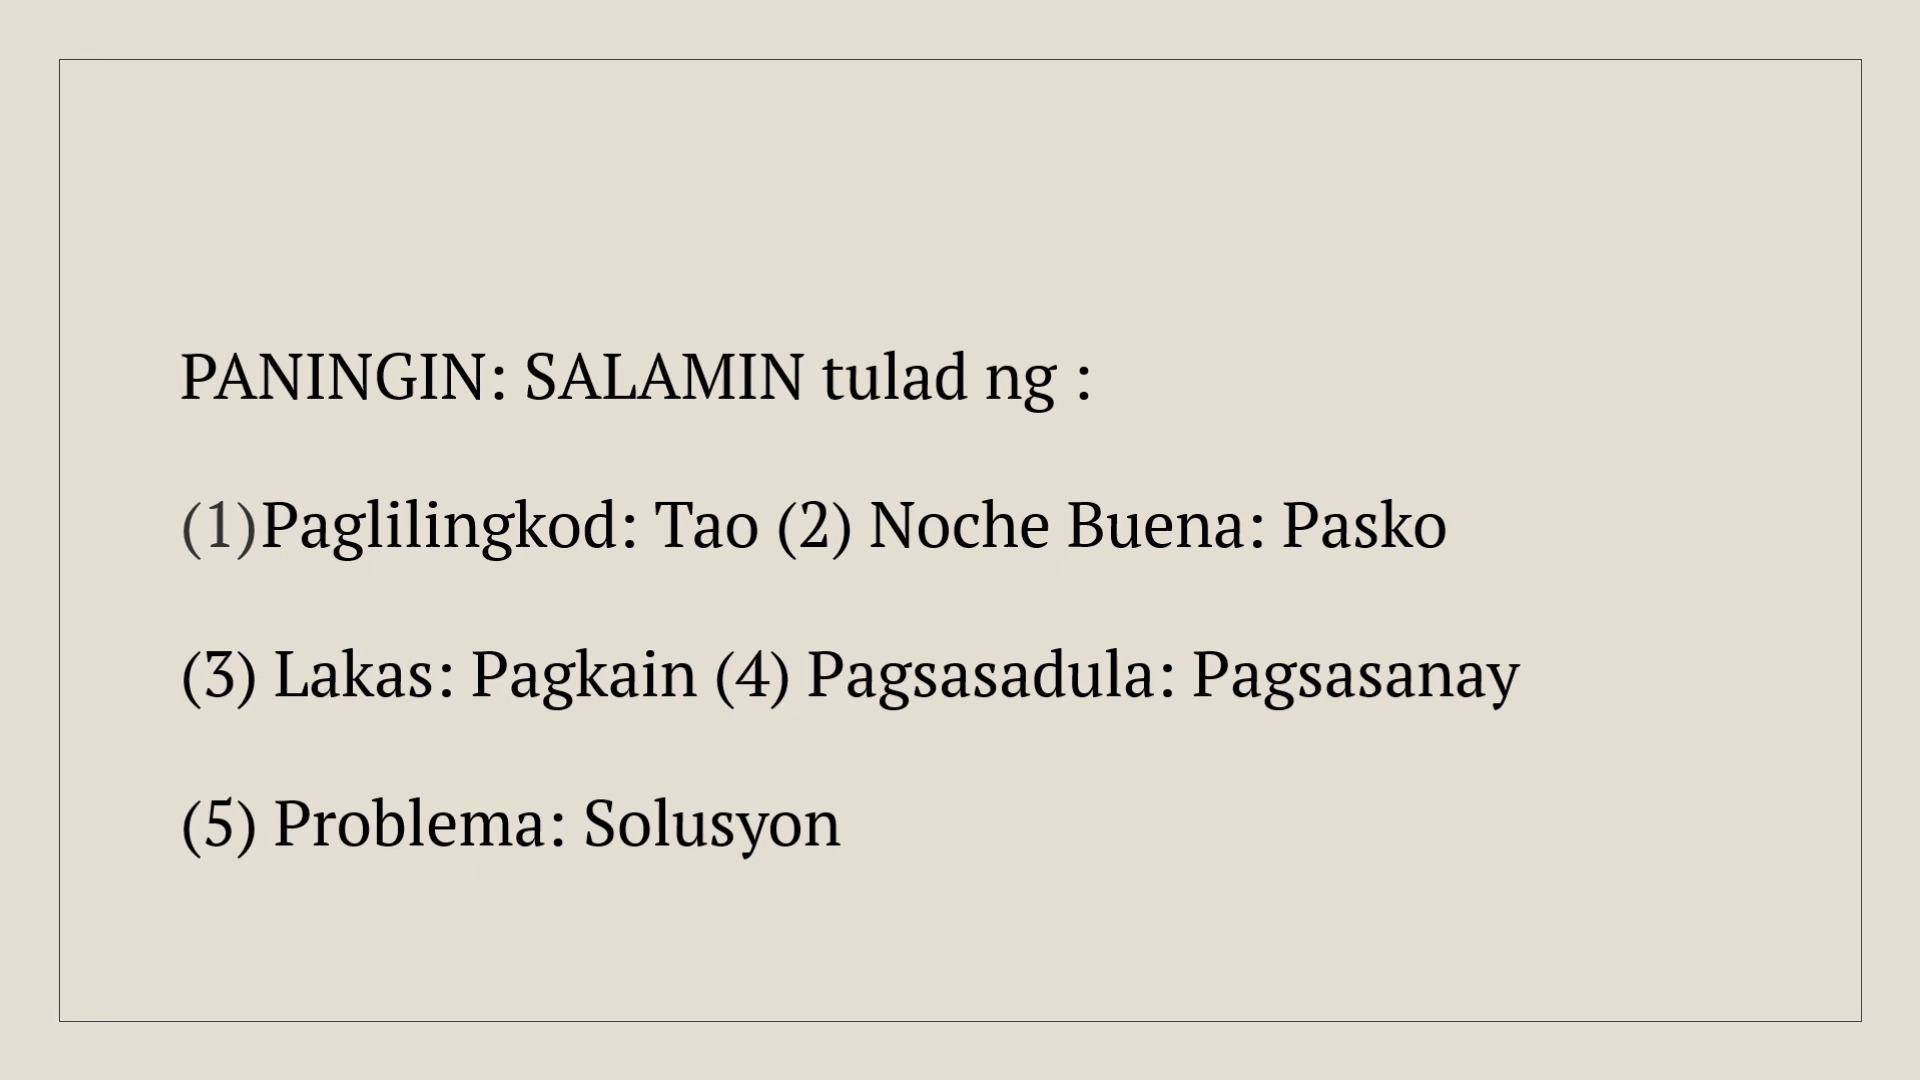 PANINGIN: SALAMIN tulad ng :
(1)Paglilingkod: Tao (2) Noche Buena: Pasko
(3) Lakas: Pagkain (4) Pagsasadula: Pagsasanay
(5) Problema: Solusyon